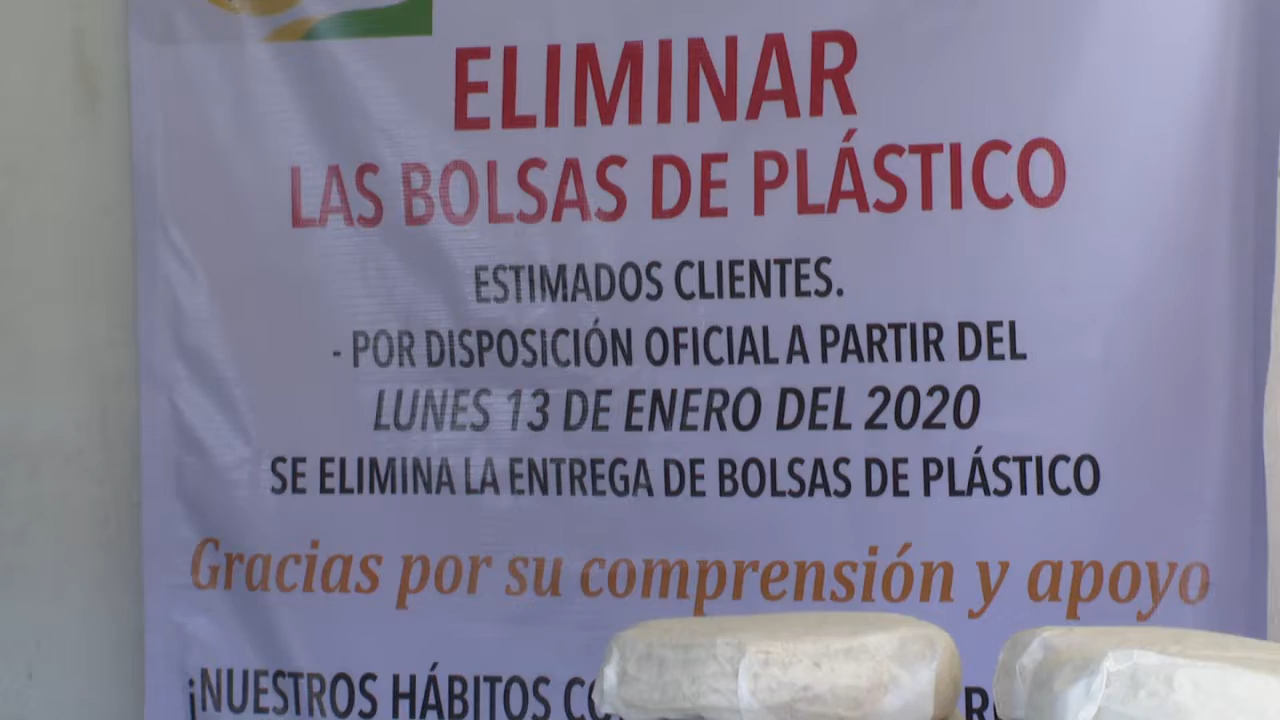 ELIMINAR
LAS BOLSAS DE PLÁSTICO
ESTIMADOS CLIENTES.
- POR DISPOSICIÓN OFICIAL A PARTIR DEL
LUNES 13 DE ENERO DEL 2020
SE ELIMINA LA ENTREGA DE BOLSAS DE PLÁSTICO
Gracias por su comprensión y apoyo
¡NUESTROS HÁBITOS